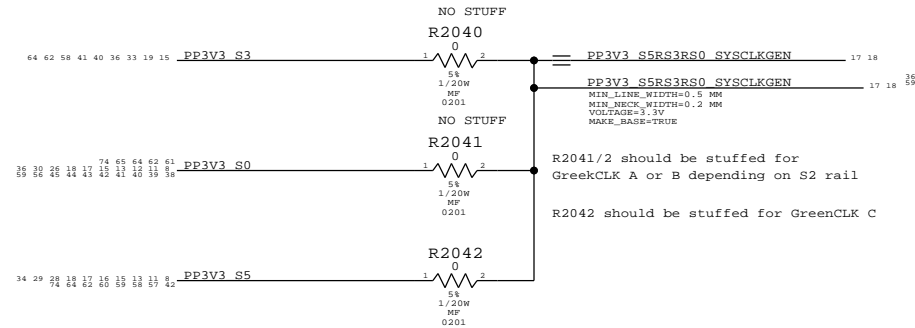 NO STUFF
R2040
0
64 62 58 41 40 36 33 19 15 PP3V3_S3 1 2 PP3V3_S5RS3RS0_SYSCLKGEN 17 18
5%
1/20W
MF
0201
PP3V3_S5RS3RS0_SYSCLKGEN 17 18 36
59
MIN_LINE_WIDTH=0.5 MM
MIN_NECK_WIDTH=0.2 MM
VOLTAGE=3.3V
MAKE_BASE=TRUE
NO STUFF
R2041
0
74 65 64 62 61
36 30 26 18 17 15 13 12 11 8 PP3V3_S0 1 2
59 56 45 44 43 42 41 40 39 38
5%
1/20W
MF
0201
R2041/2 should be stuffed for
GreekCLK A or B depending on S2 rail
R2042 should be stuffed for GreenCLK C
R2042
0
34 29 28 18 17 16 15 13 11 8 PP3V3_S5 1 2
74 64 62 60 59 58 57 42
5%
1/20W
MF
0201